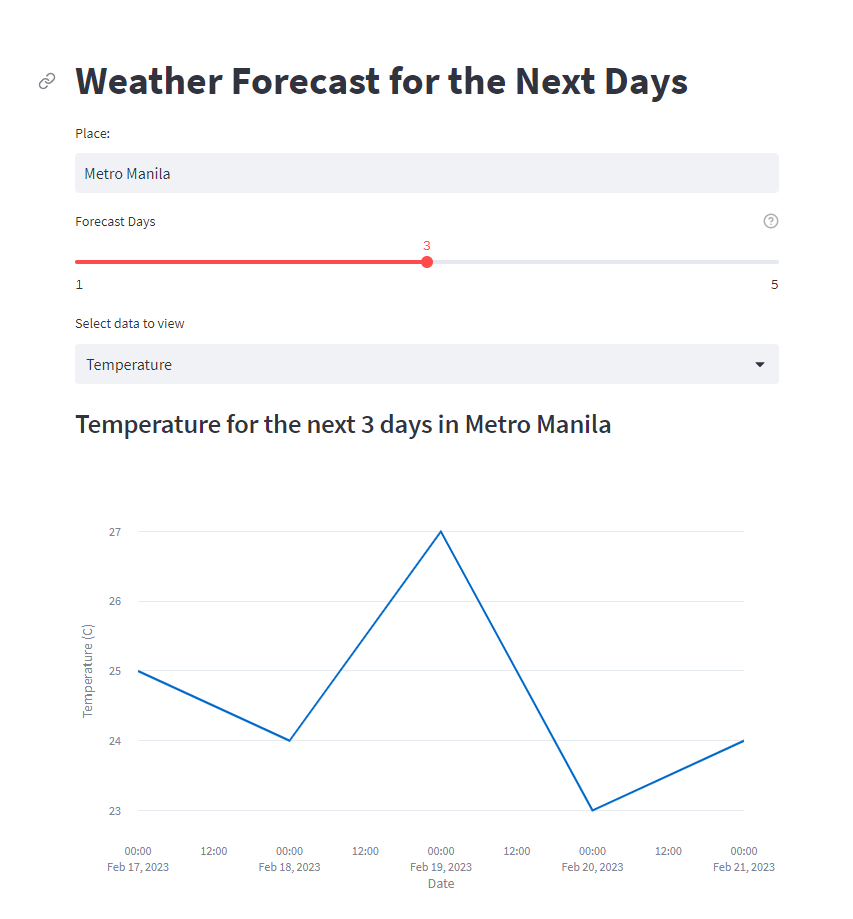 Weather Forecast for the Next Days
Place:
Metro Manila
Forecast Days
3
1 5
Select data to view
Temperature
Temperature for the next 3 days in Metro Manila
27
26
25
24
23
Temperature (C)
00:00 12:00 00:00 12:00 00:00 12:00 00:00 12:00 00:00
Feb 17, 2023 Feb 18, 2023 Feb 19, 2023 Feb 20, 2023 Feb 21, 2023
Date